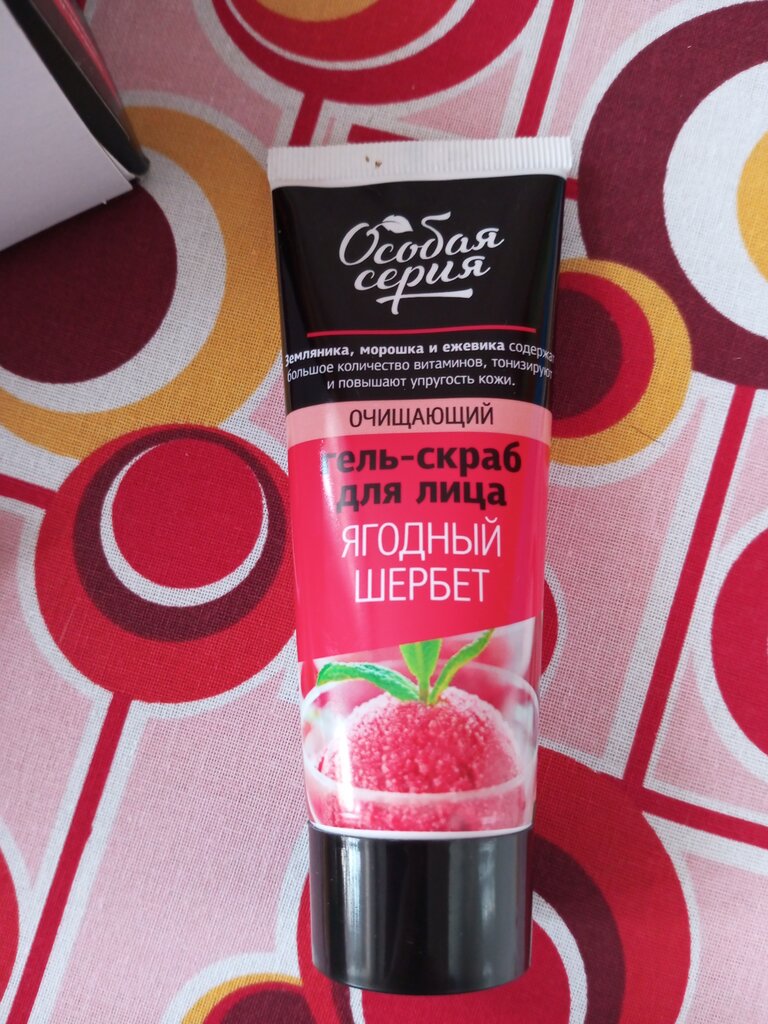 Особая
серия
Земляника, морошка и ежевика содержат
большое количество витаминов, тонизируют
и повышают упругость кожи.
ОЧИЩАЮЩИЙ
гель-скраб
для лица
ЯГОДНЫЙ
ШЕРБЕТ